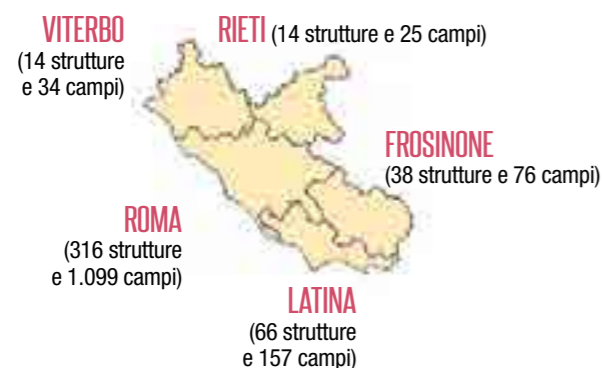 VITERBO
(14 strutture
e 34 campi)
RIETI (14 strutture e 25 campi)
FROSINONE
(38 strutture e 76 campi)
ROMA
(316 strutture
e 1.099 campi)
LATINA
(66 strutture
e 157 campi)